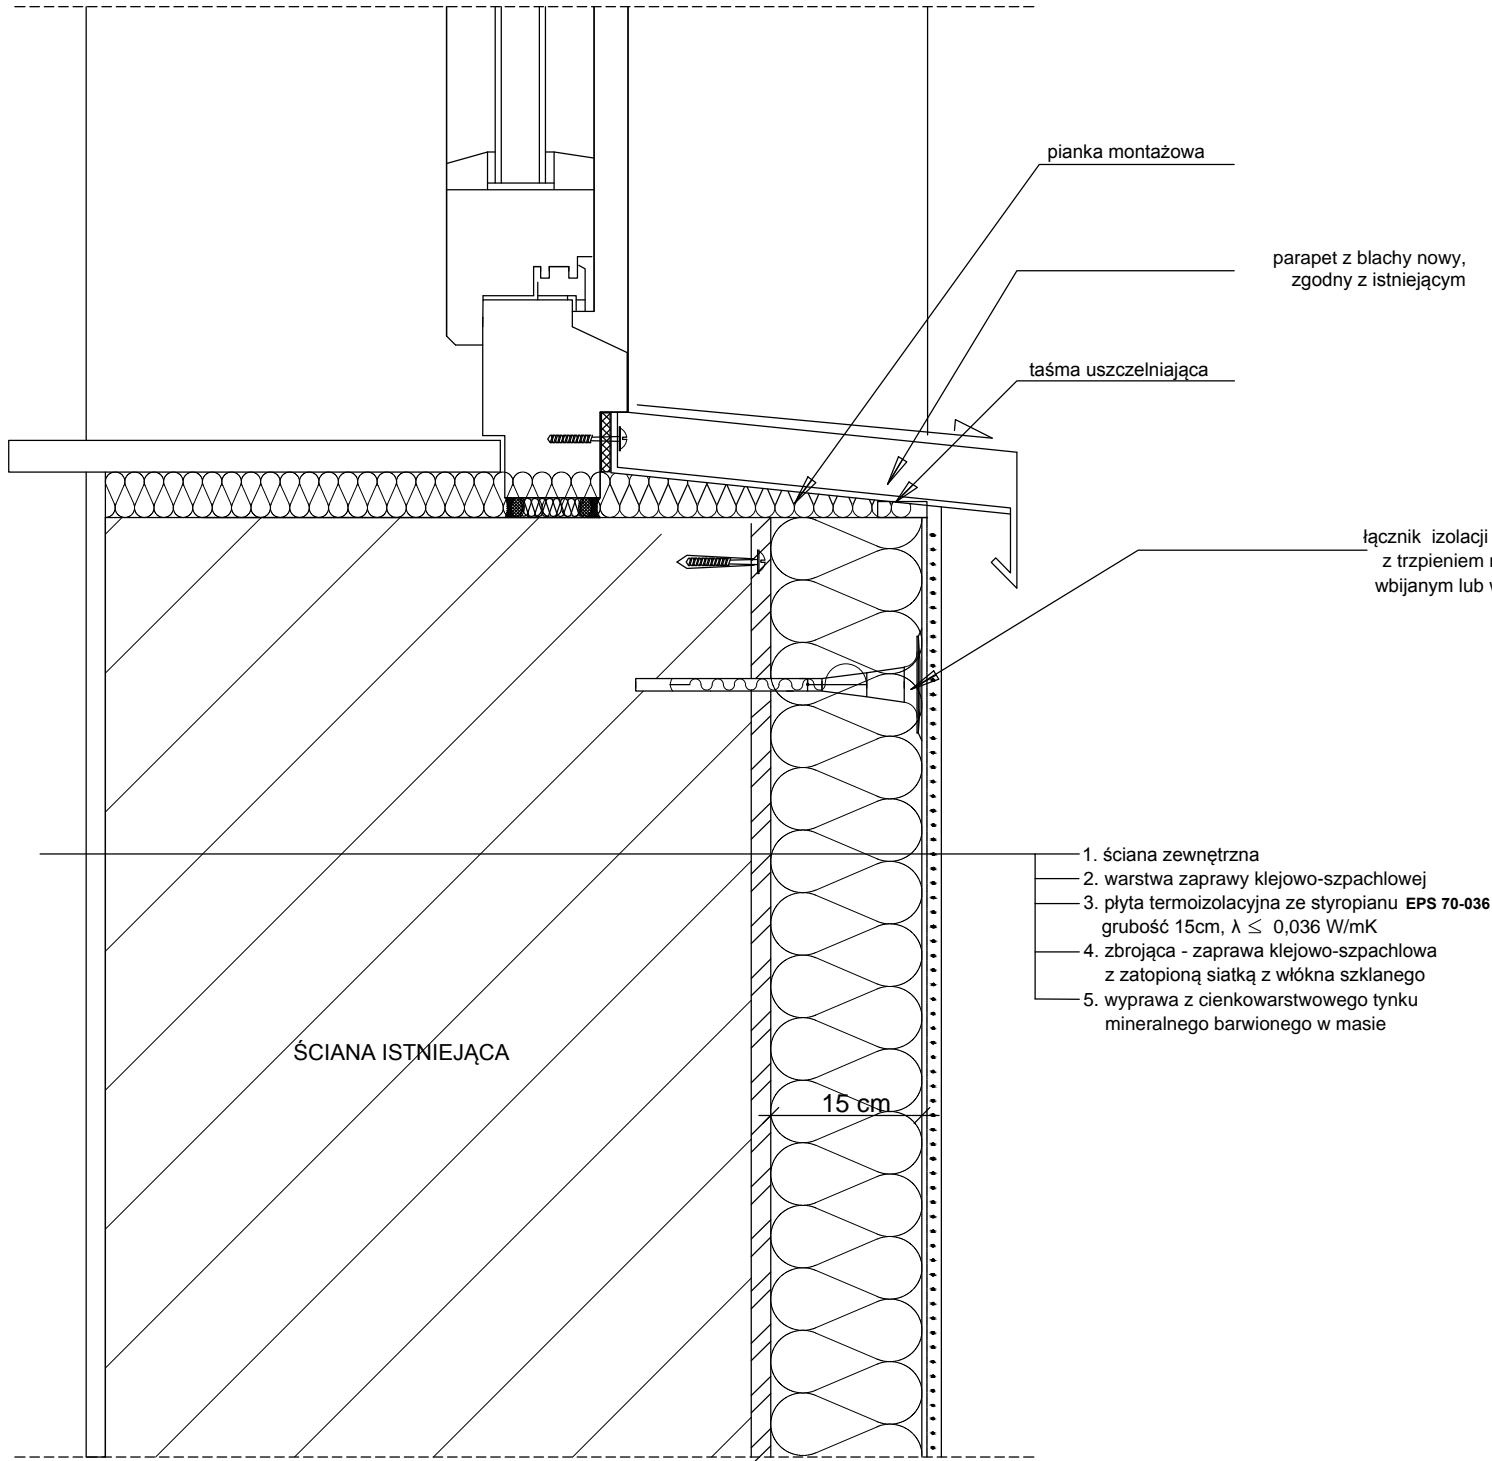 pianka montażowa
parapet z blachy nowy,
zgodny z istniejącym
taśma uszczelniająca
łącznik izolacji
z trzpieniem
wbijanym lub
1. ściana zewnętrzna
2. warstwa zaprawy klejowo-szpachlowej
3. płyta termoizolacyjna ze styropianu EPS 70-036
grubość 15cm, λ ≤ 0,036 W/mK
4. zbrojąca - zaprawa klejowo-szpachlowa
z zatopioną siatką z włókna szklanego
5. wyprawa z cienkowarstwowego tynku
mineralnego barwionego w masie
ŚCIANA ISTNIEJĄCA
15 cm